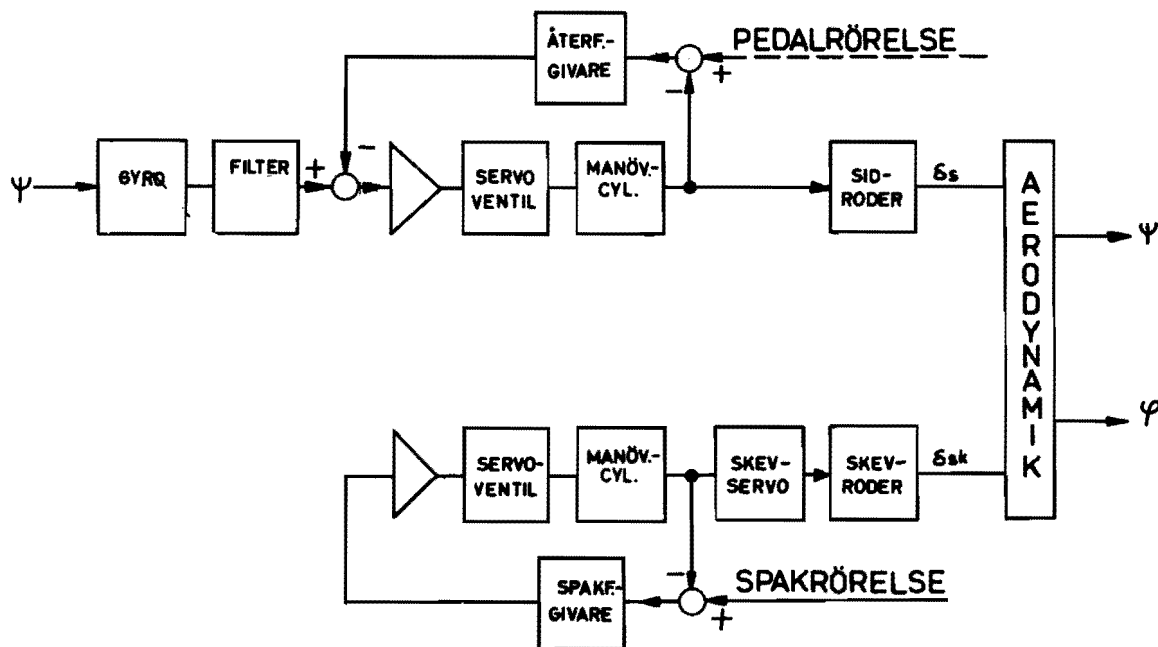 ÅTERF.-
GIVARE
PEDALRÖRELSE
+
−
ψ
GYRO
FILTER
+
−
SERVO
VENTIL
MANÖV.-
CYL.
SID-
RODER
δs
AERODYNAMIK
ψ
φ
SERVO-
VENTIL
MANÖV.-
CYL.
SKEV-
SERVO
SKEV-
RODER
δsk
SPAKF.-
GIVARE
−
+
SPAKRÖRELSE